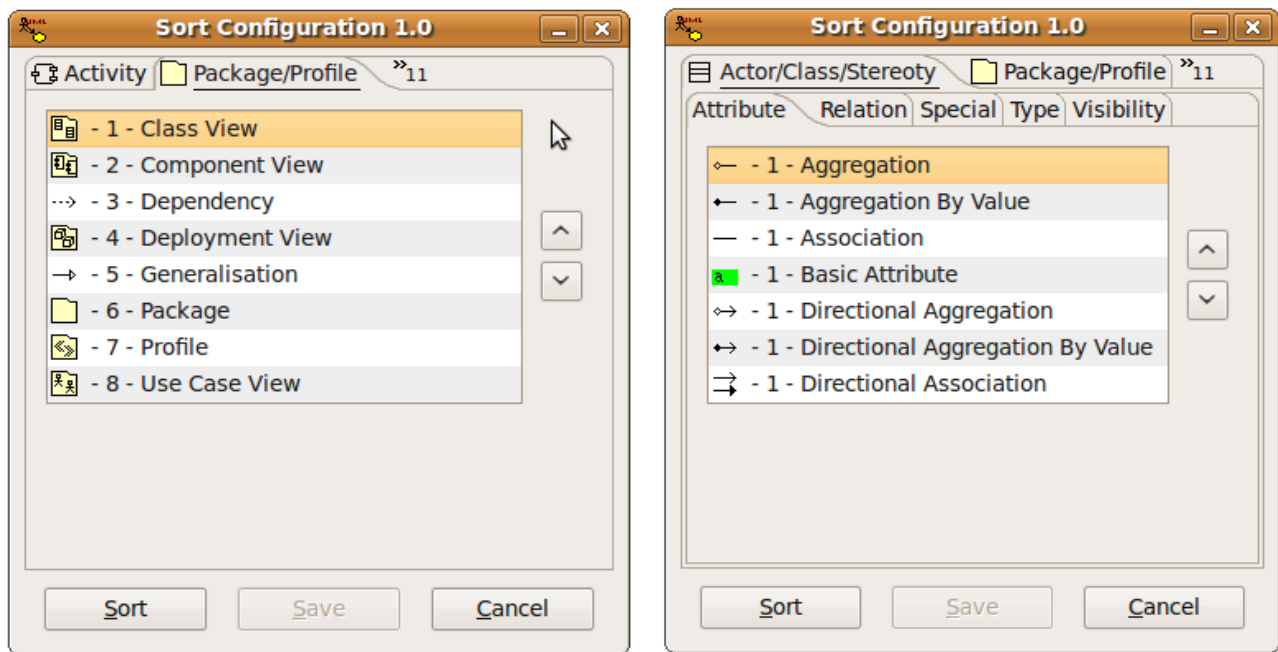 Sort Configuration 1.0
Activity Package/Profile »11
- 1 - Class View
- 2 - Component View
- 3 - Dependency
- 4 - Deployment View
- 5 - Generalisation
- 6 - Package
- 7 - Profile
- 8 - Use Case View
Sort Save Cancel
Sort Configuration 1.0
Actor/Class/Stereoty Package/Profile »11
Attribute Relation Special Type Visibility
- 1 - Aggregation
- 1 - Aggregation By Value
- 1 - Association
a - 1 - Basic Attribute
- 1 - Directional Aggregation
- 1 - Directional Aggregation By Value
- 1 - Directional Association
Sort Save Cancel